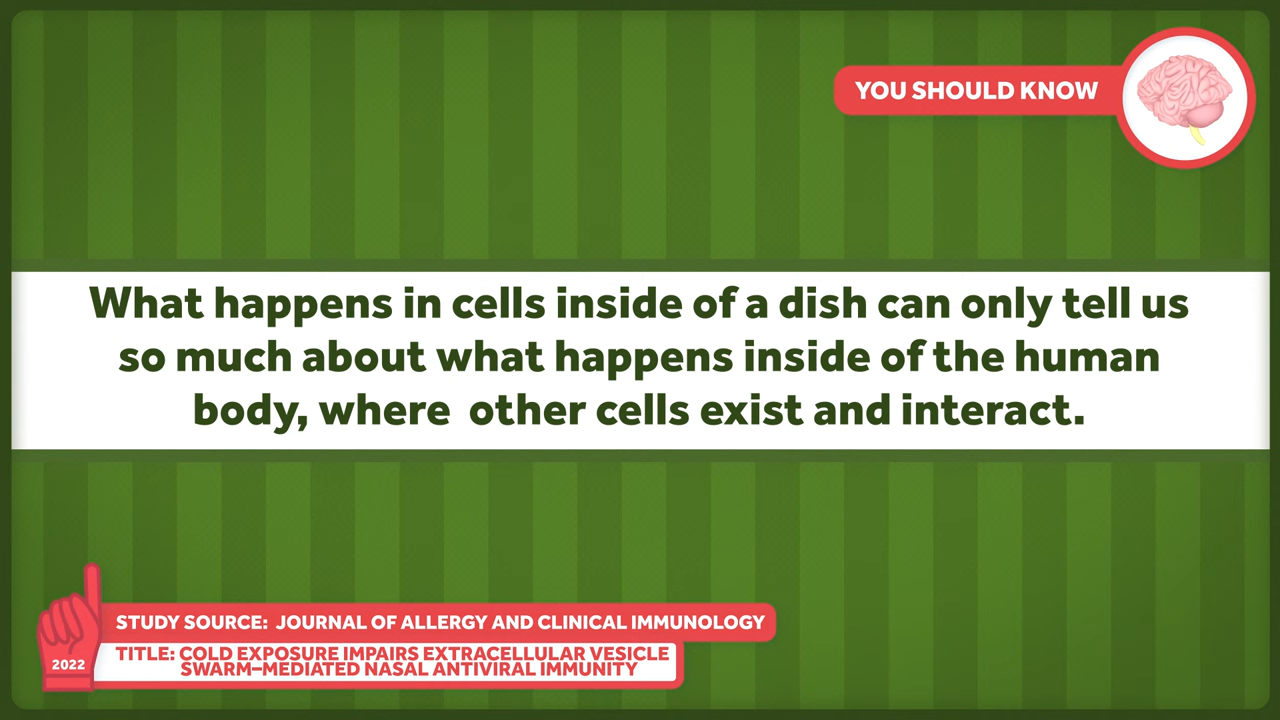 YOU SHOULD KNOW
What happens in cells inside of a dish can only tell us
so much about what happens inside of the human
body, where  other cells exist and interact.
STUDY SOURCE: JOURNAL OF ALLERGY AND CLINICAL IMMUNOLOGY
2022
TITLE: COLD EXPOSURE IMPAIRS EXTRACELLULAR VESICLE
SWARM–MEDIATED NASAL ANTIVIRAL IMMUNITY